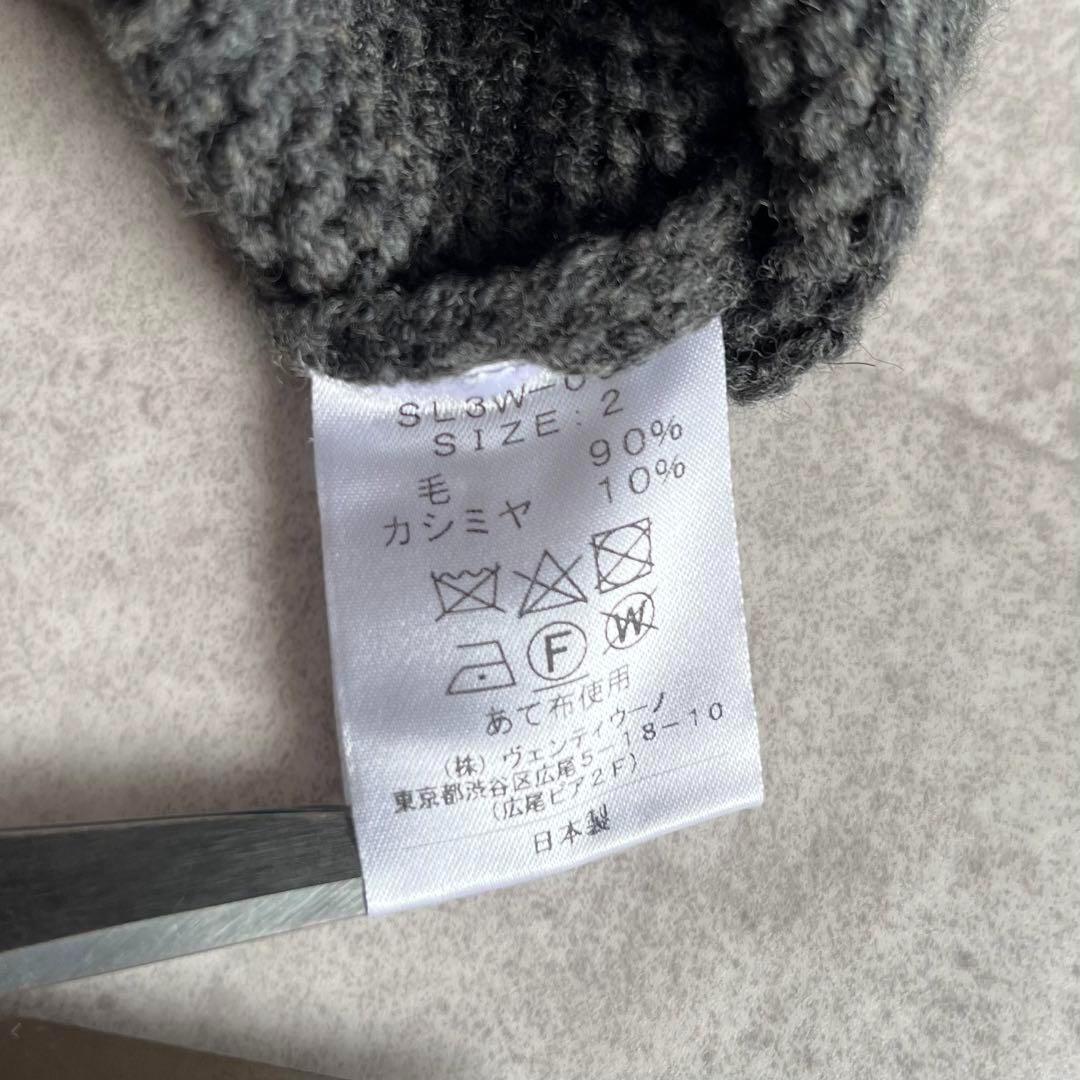 SL3W-0
SIZE:2
毛 90%
カシミヤ 10%
F W
あて布使用
(株)ヴェンティウーノ
東京都渋谷区広尾5-18-10
(広尾ピア2F)
日本製